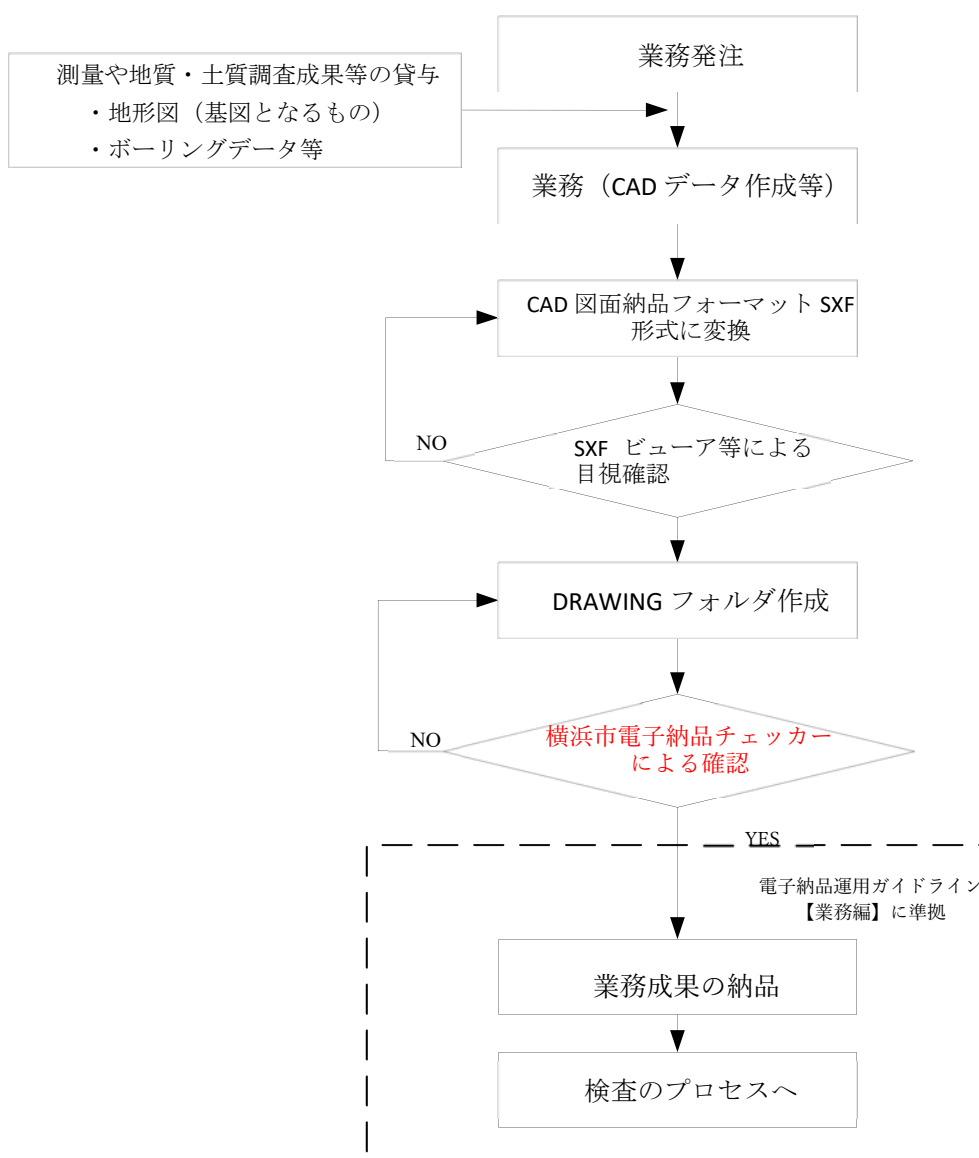 業務発注
測量や地質・土質調査成果等の貸与
・地形図（基図となるもの）
・ボーリングデータ等
業務（CAD データ作成等）
CAD 図面納品フォーマット SXF
形式に変換
NO
SXF ビューア等による
目視確認
DRAWING フォルダ作成
NO
横浜市電子納品チェッカー
による確認
YES
電子納品運用ガイドライン
【業務編】に準拠
業務成果の納品
検査のプロセスへ